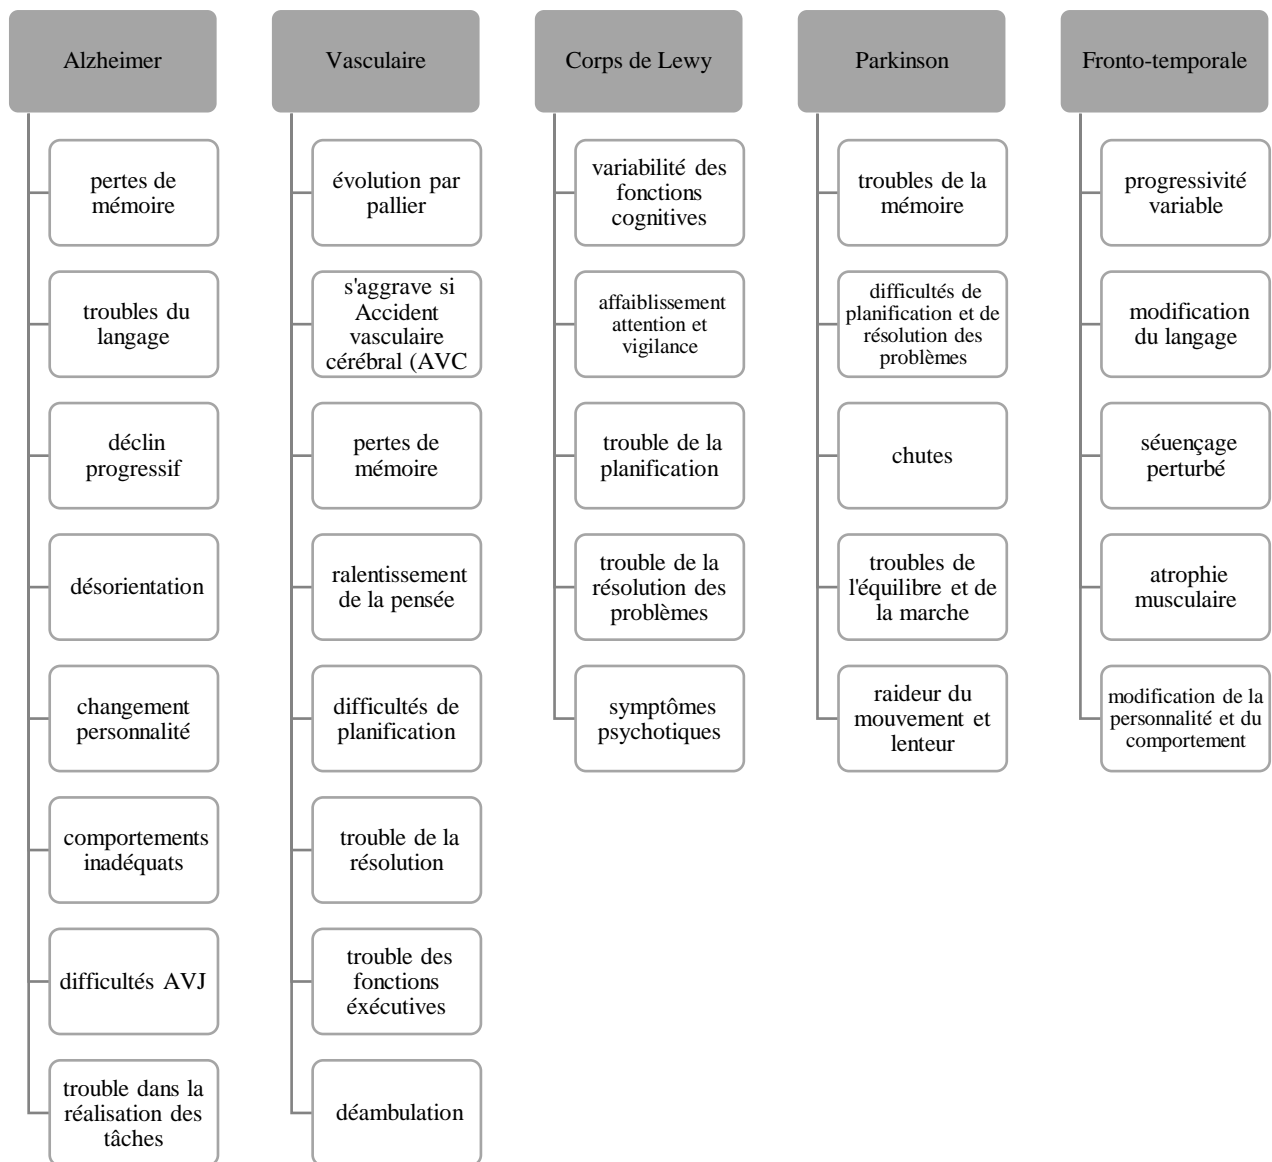 Alzheimer
pertes de
mémoire
troubles du
langage
déclin
progressif
désorientation
changement
personnalité
comportements
inadéquats
difficultés AVJ
trouble dans la
réalisation des
tâches
Vasculaire
évolution par
pallier
s'aggrave si
Accident
vasculaire
cérébral (AVC
pertes de
mémoire
ralentissement
de la pensée
difficultés de
planification
trouble de la
résolution
trouble des
fonctions
éxécutives
déambulation
Corps de Lewy
variabilité des
fonctions
cognitives
affaiblissement
attention et
vigilance
trouble de la
planification
trouble de la
résolution des
problèmes
symptômes
psychotiques
Parkinson
troubles de la
mémoire
difficultés de
planification et de
résolution des
problèmes
chutes
troubles de
l'équilibre et de
la marche
raideur du
mouvement et
lenteur
Fronto-temporale
progressivité
variable
modification
du langage
séuençage
perturbé
atrophie
musculaire
modification de la
personnalité et du
comportement